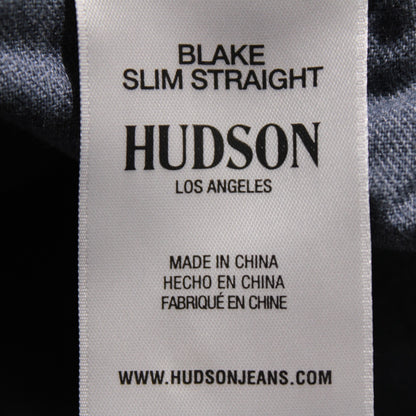 BLAKE
SLIM STRAIGHT
HUDSON
LOS ANGELES
MADE IN CHINA
HECHO EN CHINA
FABRIQUÉ EN CHINE
WWW.HUDSONJEANS.COM